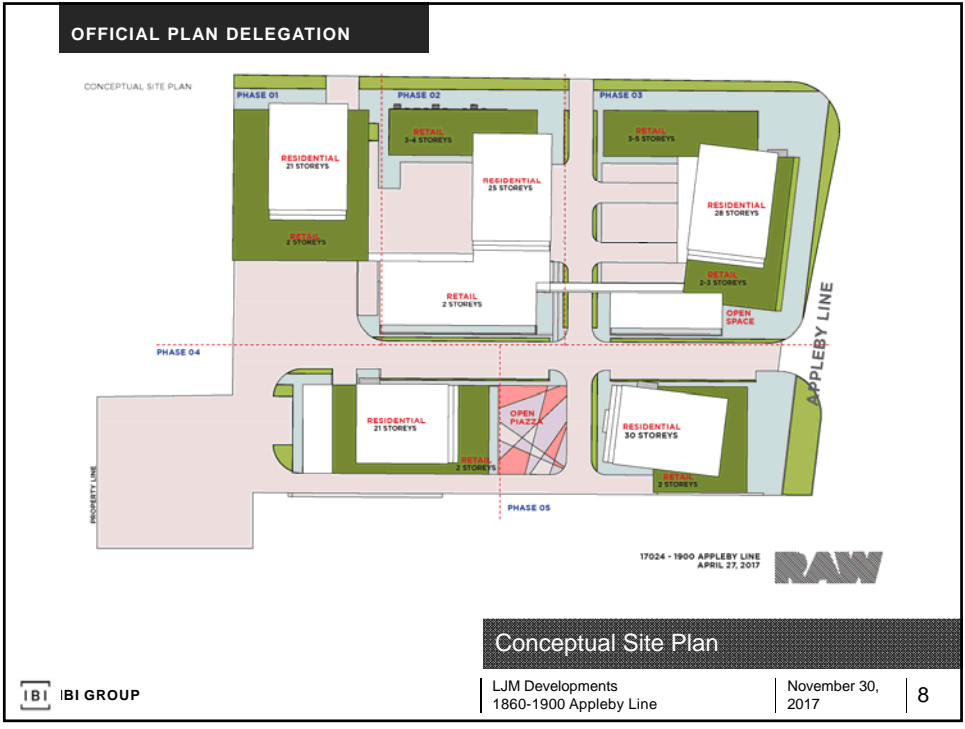 OFFICIAL PLAN DELEGATION
CONCEPTUAL SITE PLAN
PHASE 01
PHASE 02
PHASE 03
RETAIL
3-4 STOREYS
RETAIL
3-5 STOREYS
RESIDENTIAL
21 STOREYS
RESIDENTIAL
25 STOREYS
RESIDENTIAL
28 STOREYS
RETAIL
2 STOREYS
RETAIL
2 STOREYS
RETAIL
2-3 STOREYS
OPEN
SPACE
APPLEBY LINE
PHASE 04
RESIDENTIAL
21 STOREYS
OPEN
PIAZZA
RESIDENTIAL
30 STOREYS
RETAIL
2 STOREYS
RETAIL
2 STOREYS
PROPERTY LINE
PHASE 05
17024 - 1900 APPLEBY LINE
APRIL 27, 2017
RAW
Conceptual Site Plan
IBI
IBI GROUP
LJM Developments
1860-1900 Appleby Line
November 30,
2017
8